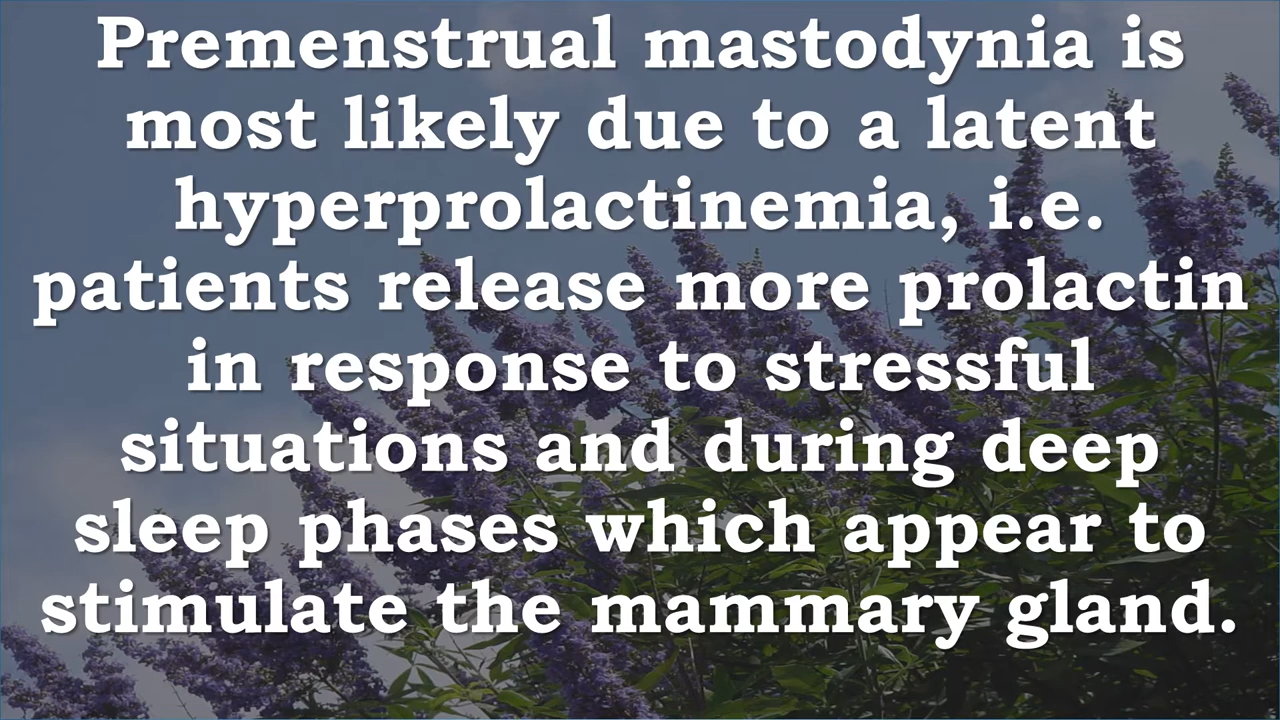 Premenstrual mastodynia is
most likely due to a latent
hyperprolactinemia, i.e.
patients release more prolactin
in response to stressful
situations and during deep
sleep phases which appear to
stimulate the mammary gland.